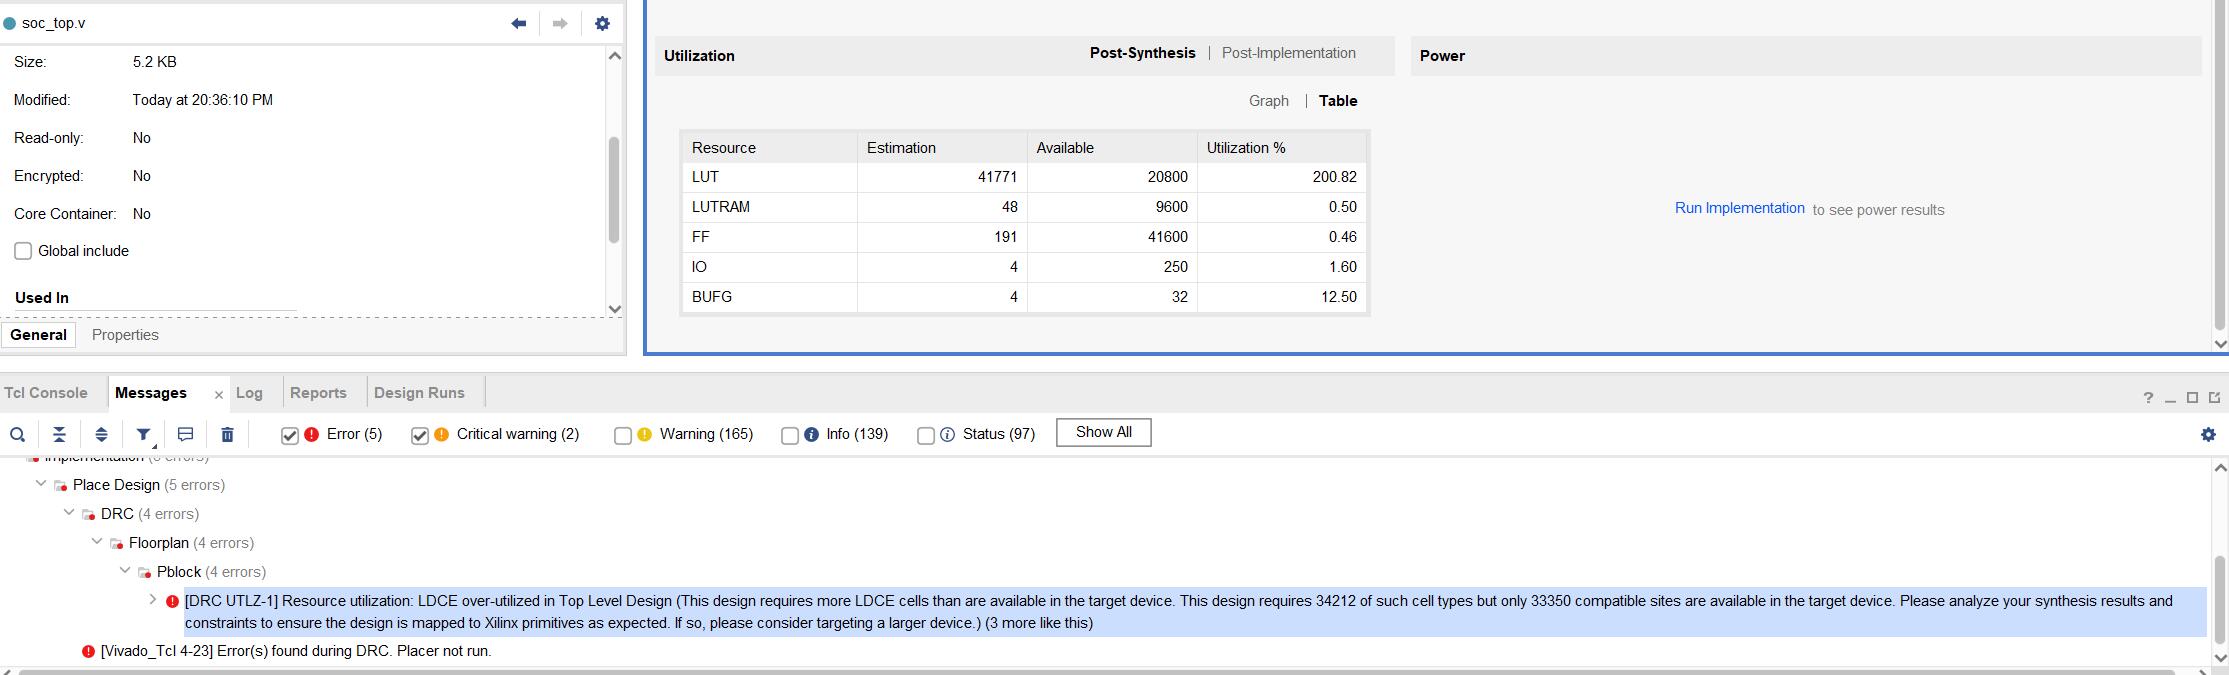 soc_top.v
Size: 5.2 KB
Modified: Today at 20:36:10 PM
Read-only: No
Encrypted: No
Core Container: No
Global include
Used In
General Properties
Utilization Post-Synthesis | Post-Implementation
Graph | Table
Resource Estimation Available Utilization %
LUT 41771 20800 200.82
LUTRAM 48 9600 0.50
FF 191 41600 0.46
IO 4 250 1.60
BUFG 4 32 12.50
Power
Run Implementation to see power results
Tcl Console Messages × Log Reports Design Runs
? _
Error (5) Critical warning (2) Warning (165) Info (139) Status (97) Show All
Implementation
Place Design (5 errors)
DRC (4 errors)
Floorplan (4 errors)
Pblock (4 errors)
[DRC UTLZ-1] Resource utilization: LDCE over-utilized in Top Level Design (This design requires more LDCE cells than are available in the target device. This design requires 34212 of such cell types but only 33350 compatible sites are available in the target device. Please analyze your synthesis results and
constraints to ensure the design is mapped to Xilinx primitives as expected. If so, please consider targeting a larger device.) (3 more like this)
[Vivado_Tcl 4-23] Error(s) found during DRC. Placer not run.